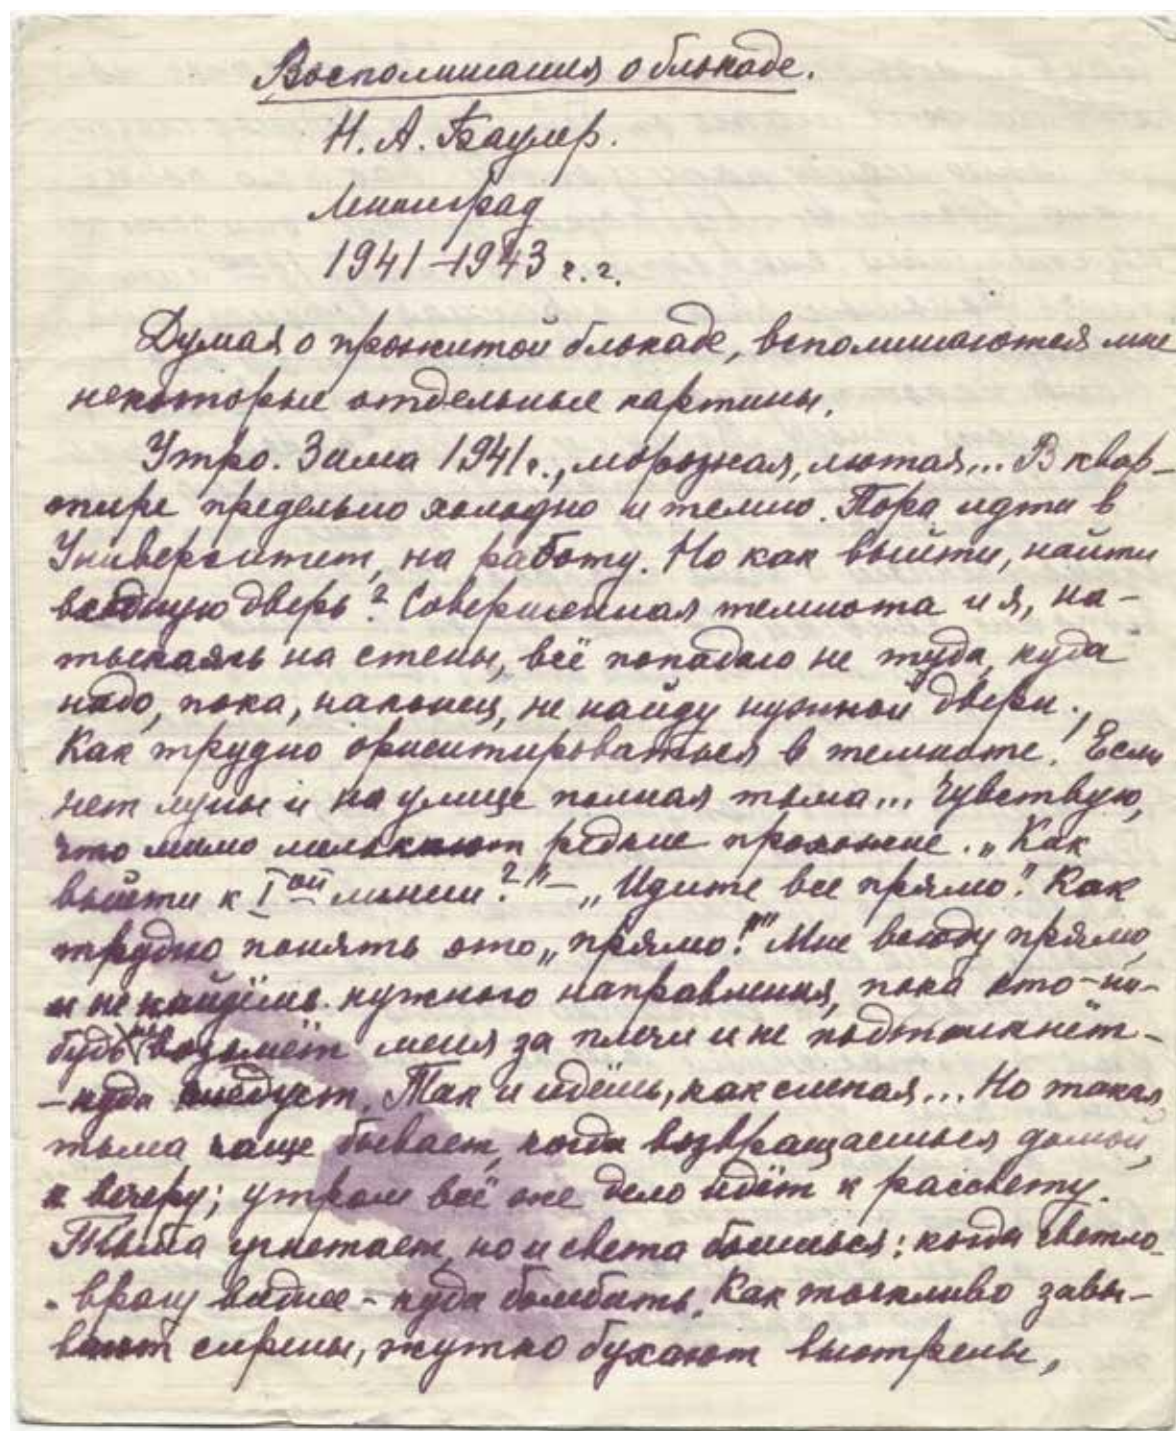 Воспоминания о блокаде.
Н. А. Баулер.
Ленинград
1941–1943 г.г.
Думая о прожитой блокаде, вспоминаются мне
некоторые отдельные картины.
Утро. Зима 1941 г., морозная, лютая... В квар-
тире предельно холодно и темно. Пора идти в
Университет, на работу. Но как выйти, найти
входную дверь? Совершенная темнота и я, на-
тыкаясь на стены, всё попадаю не туда, куда
надо, пока, наконец, не найду нужной двери.
Как трудно ориентироваться в темноте! Если
нет луны и на улице полная тьма... Чувствую,
что мимо мелькают редкие прохожие. „Как
выйти к Iой линии?" – „Идите все прямо". Как
трудно понять это „прямо!" Мне всюду прямо,
и не найдёшь нужного направления, пока кто-ни-
будь не возьмёт меня за плечи и не подтолкнёт –
– куда следует. Так и идёшь, как слепая... Но такая
тьма чаще бывает, когда возвращаешься домой,
к вечеру; утром всё же дело идёт к рассвету.
Тьма угнетает, но и света боишься: когда светло
– врагу виднее – куда бомбить. Как тоскливо завы-
вают сирены, жутко бухают выстрелы,